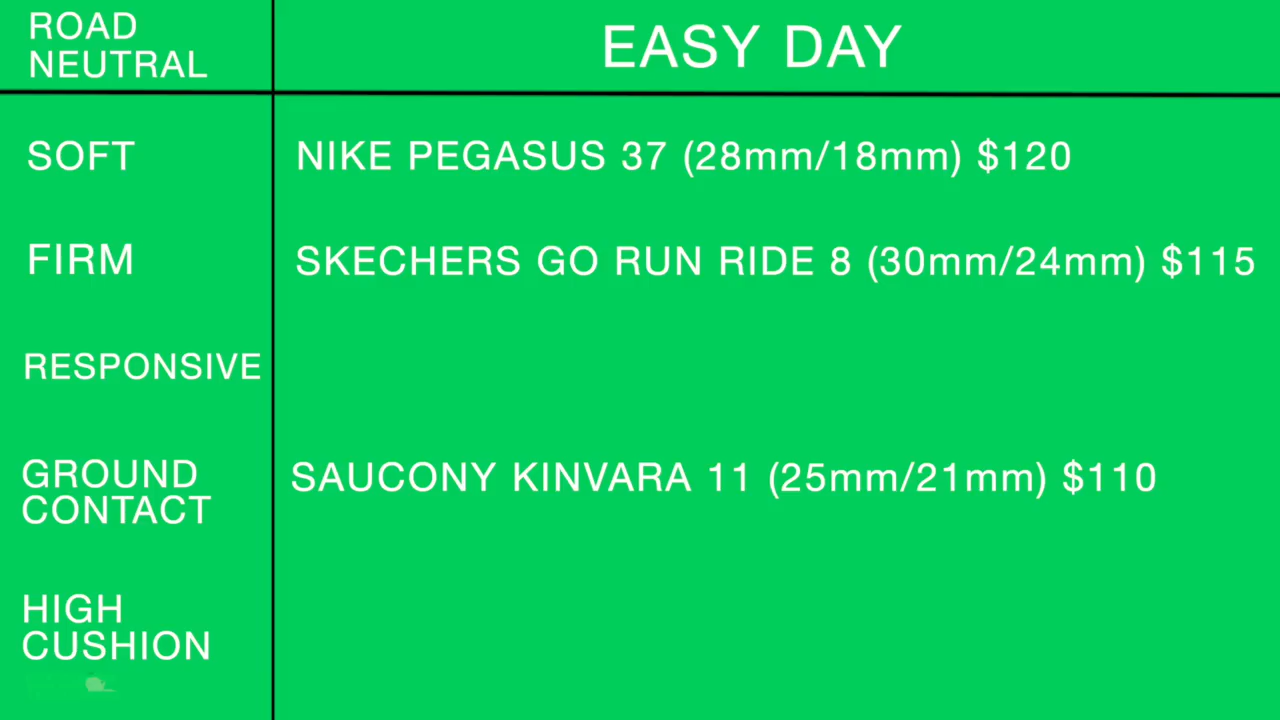 ROAD
NEUTRAL
EASY DAY
SOFT
NIKE PEGASUS 37 (28mm/18mm) $120
FIRM
SKECHERS GO RUN RIDE 8 (30mm/24mm) $115
RESPONSIVE
GROUND
CONTACT
SAUCONY KINVARA 11 (25mm/21mm) $110
HIGH
CUSHION